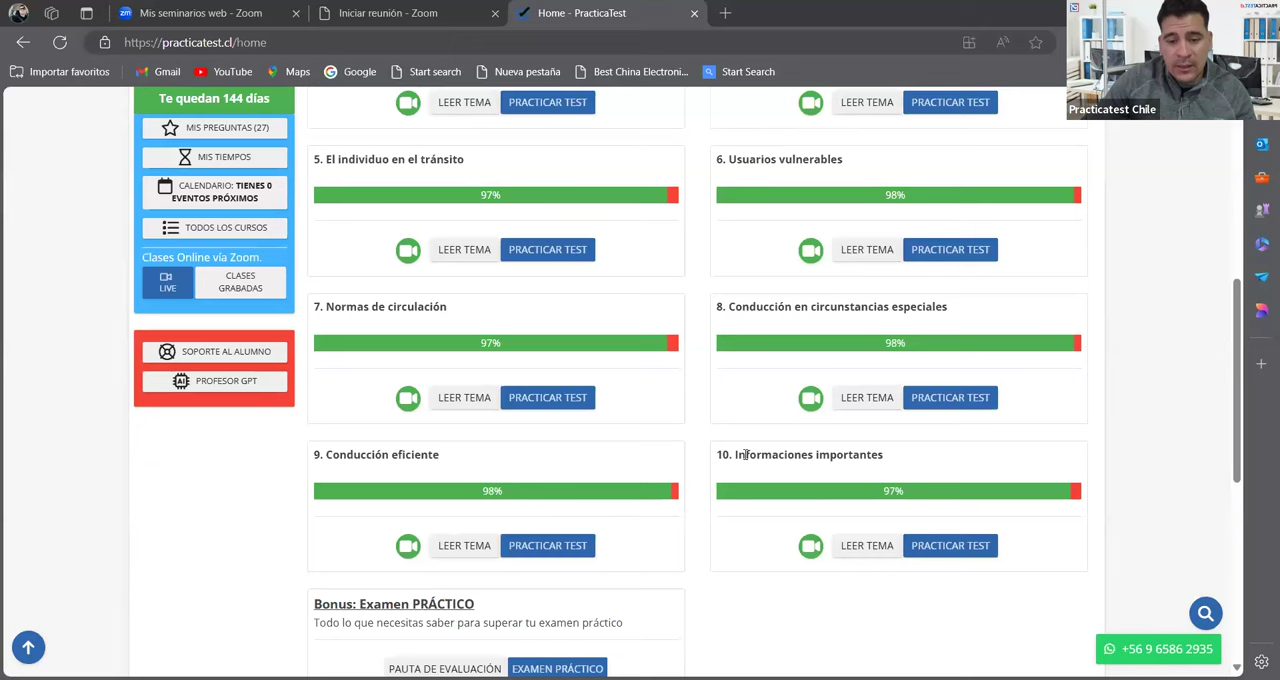 Mis seminarios web - Zoom
Iniciar reunión - Zoom
Home - PracticaTest
https://practicatest.cl/home
Importar favoritos
Gmail
YouTube
Maps
Google
Start search
Nueva pestaña
Best China Electroni...
Start Search
Practicatest Chile
Te quedan 144 días
MIS PREGUNTAS (27)
MIS TIEMPOS
CALENDARIO: TIENES 0
EVENTOS PRÓXIMOS
TODOS LOS CURSOS
Clases Online vía Zoom.
LIVE
CLASES
GRABADAS
SOPORTE AL ALUMNO
PROFESOR GPT
LEER TEMA
PRACTICAR TEST
LEER TEMA
PRACTICAR TEST
5. El individuo en el tránsito
97%
LEER TEMA
PRACTICAR TEST
6. Usuarios vulnerables
98%
LEER TEMA
PRACTICAR TEST
7. Normas de circulación
97%
LEER TEMA
PRACTICAR TEST
8. Conducción en circunstancias especiales
98%
LEER TEMA
PRACTICAR TEST
9. Conducción eficiente
98%
LEER TEMA
PRACTICAR TEST
10. Informaciones importantes
97%
LEER TEMA
PRACTICAR TEST
Bonus: Examen PRÁCTICO
Todo lo que necesitas saber para superar tu examen práctico
PAUTA DE EVALUACIÓN
EXAMEN PRÁCTICO
+56 9 6586 2935